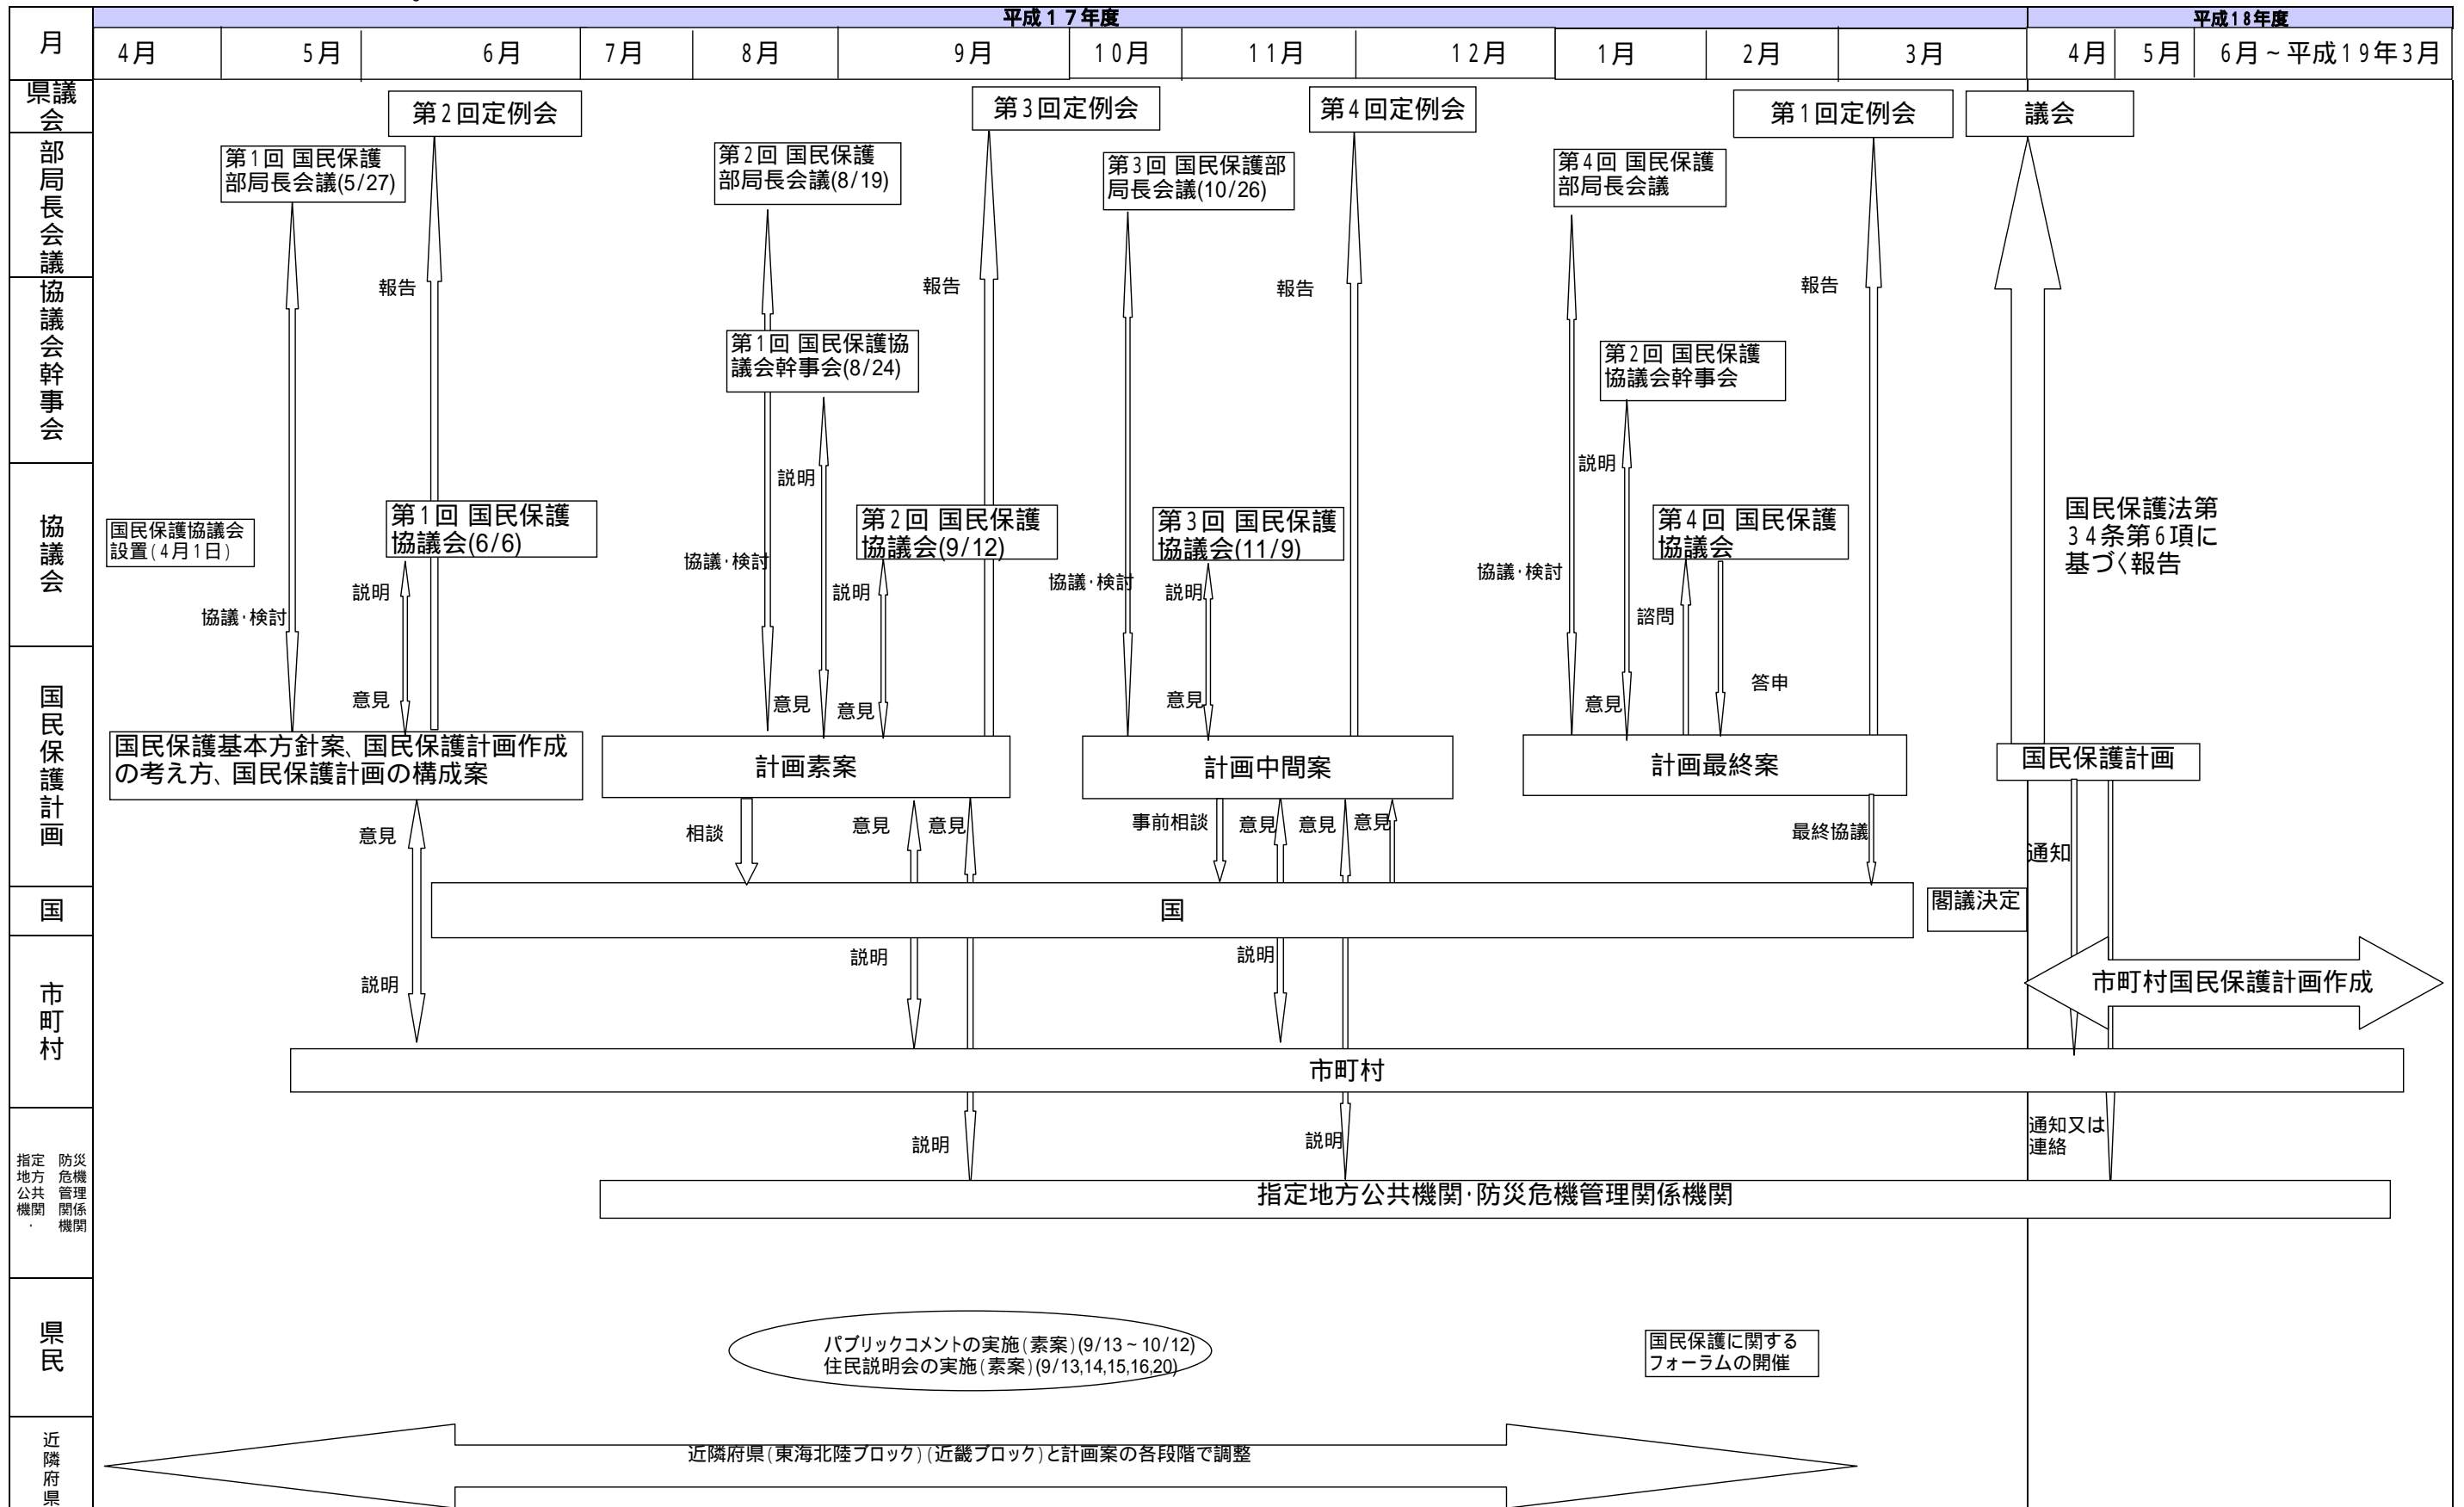 平成17年度
平成18年度
月
4月
5月
6月
7月
8月
9月
10月
11月
12月
1月
2月
3月
4月
5月
6月~平成19年3月
県議
会
第2回定例会
第3回定例会
第4回定例会
第1回定例会
議会
部局長会議
第1回 国民保護
部局長会議(5/27)
第2回 国民保護
部局長会議(8/19)
第3回 国民保護部
局長会議(10/26)
第4回 国民保護
部局長会議
報告
報告
報告
報告
協議会幹事会
第1回 国民保護協
議会幹事会(8/24)
第2回 国民保護
協議会幹事会
説明
説明
協議会
国民保護協議会
設置(4月1日)
第1回 国民保護
協議会(6/6)
第2回 国民保護
協議会(9/12)
第3回 国民保護
協議会(11/9)
第4回 国民保護
協議会
国民保護法第
34条第6項に
基づく報告
協議・検討
説明
協議・検討
説明
協議・検討
説明
協議・検討
諮問
国民保護計画
意見
意見
意見
意見
意見
答申
国民保護基本方針案、国民保護計画作成
の考え方、国民保護計画の構成案
計画素案
計画中間案
計画最終案
国民保護計画
意見
相談
意見
意見
事前相談
意見
意見
意見
最終協議
通知
国
国
閣議決定
市町村
説明
説明
説明
市町村国民保護計画作成
市町村
指定
地方
公共
機関
・
防災
危機
管理
関係
機関
説明
説明
通知又は
連絡
指定地方公共機関・防災危機管理関係機関
県民
パブリックコメントの実施(素案)(9/13~10/12)
住民説明会の実施(素案)(9/13,14,15,16,20)
国民保護に関する
フォーラムの開催
近隣府県
近隣府県(東海北陸ブロック)(近畿ブロック)と計画案の各段階で調整